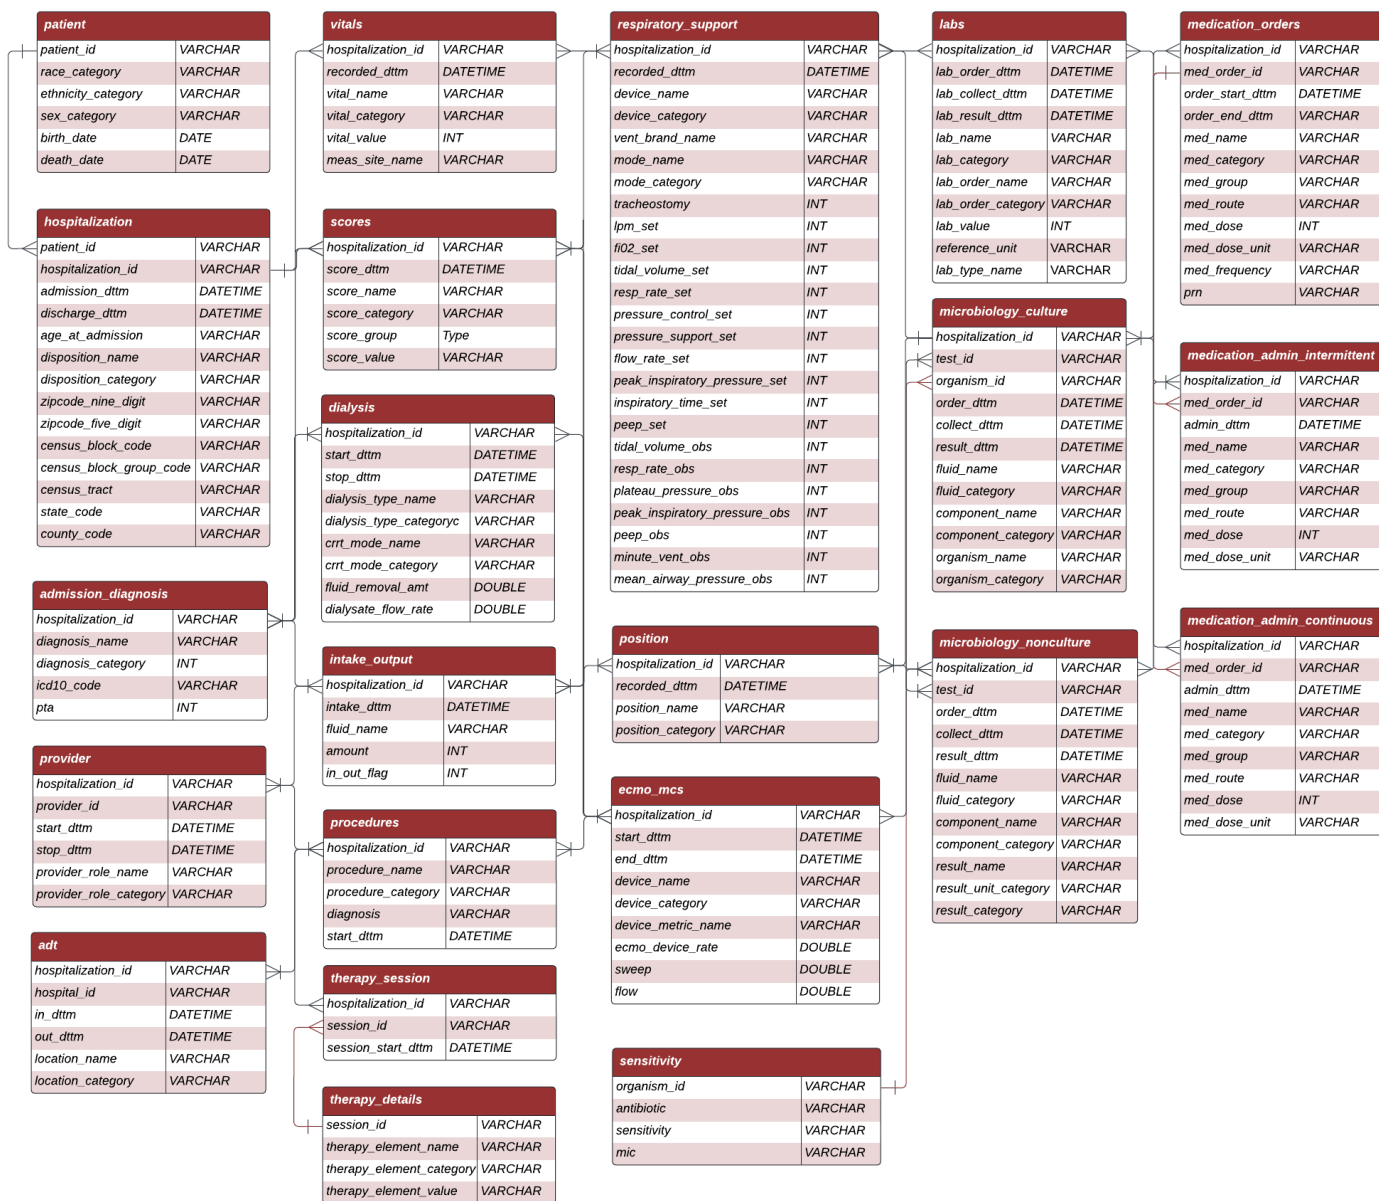 patient
patient_id VARCHAR
race_category VARCHAR
ethnicity_category VARCHAR
sex_category VARCHAR
birth_date DATE
death_date DATE
hospitalization
patient_id VARCHAR
hospitalization_id VARCHAR
admission_dttm DATETIME
discharge_dttm DATETIME
age_at_admission VARCHAR
disposition_name VARCHAR
disposition_category VARCHAR
zipcode_nine_digit VARCHAR
zipcode_five_digit VARCHAR
census_block_code VARCHAR
census_block_group_code VARCHAR
census_tract VARCHAR
state_code VARCHAR
county_code VARCHAR
admission_diagnosis
hospitalization_id VARCHAR
diagnosis_name VARCHAR
diagnosis_category INT
icd10_code VARCHAR
pta INT
provider
hospitalization_id VARCHAR
provider_id VARCHAR
start_dttm DATETIME
stop_dttm DATETIME
provider_role_name VARCHAR
provider_role_category VARCHAR
adt
hospitalization_id VARCHAR
hospital_id VARCHAR
in_dttm DATETIME
out_dttm DATETIME
location_name VARCHAR
location_category VARCHAR
vitals
hospitalization_id VARCHAR
recorded_dttm DATETIME
vital_name VARCHAR
vital_category VARCHAR
vital_value INT
meas_site_name VARCHAR
scores
hospitalization_id VARCHAR
score_dttm DATETIME
score_name VARCHAR
score_category VARCHAR
score_group Type
score_value VARCHAR
dialysis
hospitalization_id VARCHAR
start_dttm DATETIME
stop_dttm DATETIME
dialysis_type_name VARCHAR
dialysis_type_categoryc VARCHAR
crrt_mode_name VARCHAR
crrt_mode_category VARCHAR
fluid_removal_amt DOUBLE
dialysate_flow_rate DOUBLE
intake_output
hospitalization_id VARCHAR
intake_dttm DATETIME
fluid_name VARCHAR
amount INT
in_out_flag INT
procedures
hospitalization_id VARCHAR
procedure_name VARCHAR
procedure_category VARCHAR
diagnosis VARCHAR
start_dttm DATETIME
therapy_session
hospitalization_id VARCHAR
session_id VARCHAR
session_start_dttm DATETIME
therapy_details
session_id VARCHAR
therapy_element_name VARCHAR
therapy_element_category VARCHAR
therapy_element_value VARCHAR
respiratory_support
hospitalization_id VARCHAR
recorded_dttm DATETIME
device_name VARCHAR
device_category VARCHAR
vent_brand_name VARCHAR
mode_name VARCHAR
mode_category VARCHAR
tracheostomy INT
lpm_set INT
fi02_set INT
tidal_volume_set INT
resp_rate_set INT
pressure_control_set INT
pressure_support_set INT
flow_rate_set INT
peak_inspiratory_pressure_set INT
inspiratory_time_set INT
peep_set INT
tidal_volume_obs INT
resp_rate_obs INT
plateau_pressure_obs INT
peak_inspiratory_pressure_obs INT
peep_obs INT
minute_vent_obs INT
mean_airway_pressure_obs INT
position
hospitalization_id VARCHAR
recorded_dttm DATETIME
position_name VARCHAR
position_category VARCHAR
ecmo_mcs
hospitalization_id VARCHAR
start_dttm DATETIME
end_dttm DATETIME
device_name VARCHAR
device_category VARCHAR
device_metric_name VARCHAR
ecmo_device_rate DOUBLE
sweep DOUBLE
flow DOUBLE
sensitivity
organism_id VARCHAR
antibiotic VARCHAR
sensitivity VARCHAR
mic VARCHAR
labs
hospitalization_id VARCHAR
lab_order_dttm DATETIME
lab_collect_dttm DATETIME
lab_result_dttm DATETIME
lab_name VARCHAR
lab_category VARCHAR
lab_order_name VARCHAR
lab_order_category VARCHAR
lab_value INT
reference_unit VARCHAR
lab_type_name VARCHAR
microbiology_culture
hospitalization_id VARCHAR
test_id VARCHAR
organism_id VARCHAR
order_dttm DATETIME
collect_dttm DATETIME
result_dttm DATETIME
fluid_name VARCHAR
fluid_category VARCHAR
component_name VARCHAR
component_category VARCHAR
organism_name VARCHAR
organism_category VARCHAR
microbiology_nonculture
hospitalization_id VARCHAR
test_id VARCHAR
order_dttm DATETIME
collect_dttm DATETIME
result_dttm DATETIME
fluid_name VARCHAR
fluid_category VARCHAR
component_name VARCHAR
component_category VARCHAR
result_name VARCHAR
result_unit_category VARCHAR
result_category VARCHAR
medication_orders
hospitalization_id VARCHAR
med_order_id VARCHAR
order_start_dttm DATETIME
order_end_dttm VARCHAR
med_name VARCHAR
med_category VARCHAR
med_group VARCHAR
med_route VARCHAR
med_dose INT
med_dose_unit VARCHAR
med_frequency VARCHAR
prn VARCHAR
medication_admin_intermittent
hospitalization_id VARCHAR
med_order_id VARCHAR
admin_dttm DATETIME
med_name VARCHAR
med_category VARCHAR
med_group VARCHAR
med_route VARCHAR
med_dose INT
med_dose_unit VARCHAR
medication_admin_continuous
hospitalization_id VARCHAR
med_order_id VARCHAR
admin_dttm DATETIME
med_name VARCHAR
med_category VARCHAR
med_group VARCHAR
med_route VARCHAR
med_dose INT
med_dose_unit VARCHAR